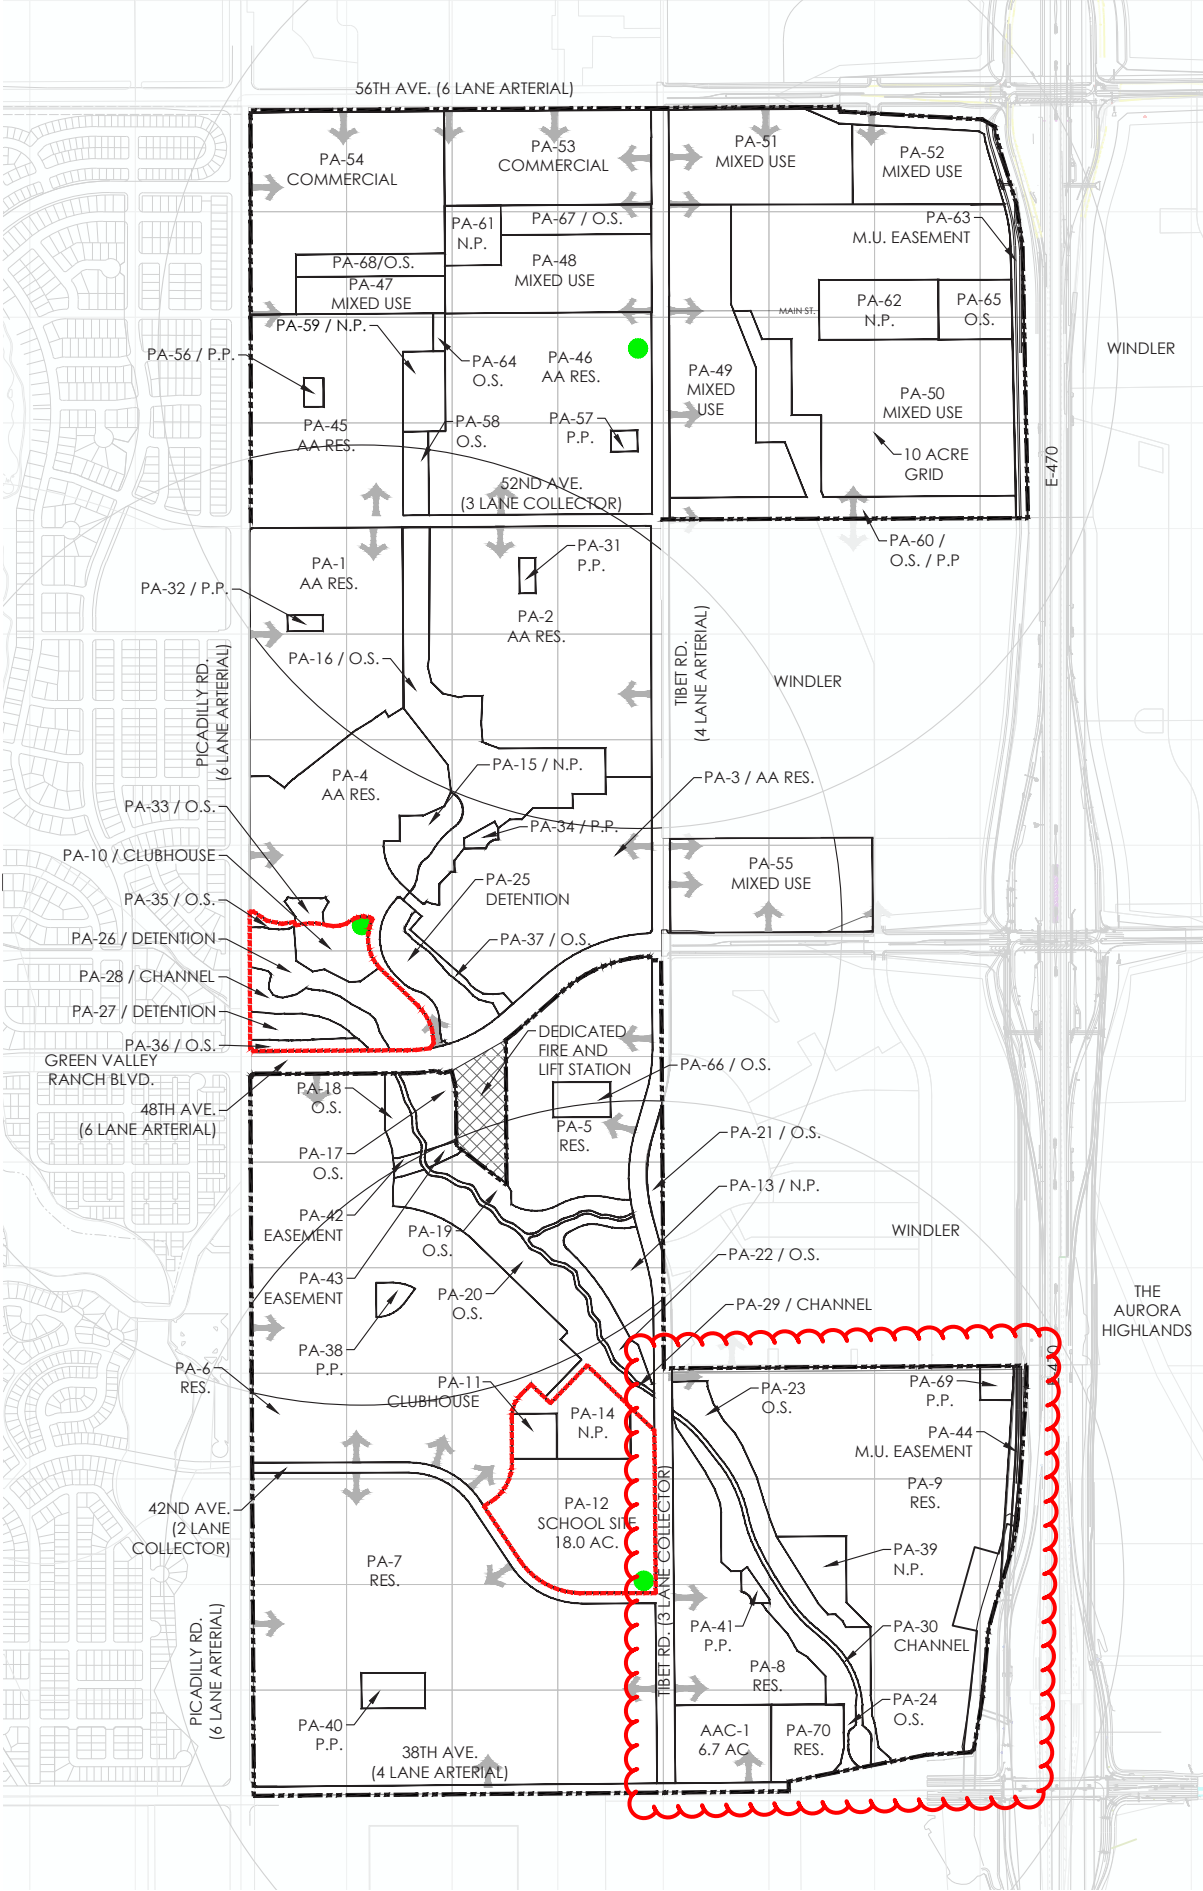 56TH AVE. (6 LANE ARTERIAL)
PA-54
COMMERCIAL
PA-53
COMMERCIAL
PA-51
MIXED USE
PA-52
MIXED USE
PA-61
N.P.
PA-67 / O.S.
PA-63
M.U. EASEMENT
PA-68/O.S.
PA-47
MIXED USE
PA-48
MIXED USE
MAIN ST.
PA-62
N.P.
PA-65
O.S.
PA-59 / N.P.
PA-56 / P.P.
PA-64
O.S.
PA-46
AA RES.
WINDLER
PA-49
MIXED
USE
PA-50
MIXED USE
PA-45
AA RES.
PA-58
O.S.
PA-57
P.P.
10 ACRE
GRID
E-470
52ND AVE.
(3 LANE COLLECTOR)
PA-60 /
O.S. / P.P
PA-1
AA RES.
PA-31
P.P.
PA-32 / P.P.
PA-2
AA RES.
PICADILLY RD.
(6 LANE ARTERIAL)
PA-16 / O.S.
TIBET RD.
(4 LANE ARTERIAL)
WINDLER
PA-4
AA RES.
PA-15 / N.P.
PA-3 / AA RES.
PA-33 / O.S.
PA-34 / P.P.
PA-10 / CLUBHOUSE
PA-55
MIXED USE
PA-25
DETENTION
PA-35 / O.S.
PA-26 / DETENTION
PA-37 / O.S.
PA-28 / CHANNEL
PA-27 / DETENTION
PA-36 / O.S.
GREEN VALLEY
RANCH BLVD.
DEDICATED
FIRE AND
LIFT STATION
PA-66 / O.S.
48TH AVE.
(6 LANE ARTERIAL)
PA-18
O.S.
PA-5
RES.
PA-21 / O.S.
PA-17
O.S.
PA-13 / N.P.
PA-42
EASEMENT
PA-19
O.S.
WINDLER
PA-22 / O.S.
PA-43
EASEMENT
PA-20
O.S.
PA-29 / CHANNEL
THE
AURORA
HIGHLANDS
PA-38
P.P.
PA-6
RES.
PA-11
CLUBHOUSE
PA-14
N.P.
PA-23
O.S.
PA-69
P.P.
E-470
PA-44
M.U. EASEMENT
PA-9
RES.
42ND AVE.
(2 LANE
COLLECTOR)
PA-12
SCHOOL SITE
18.0 AC.
TIBET RD. (3 LANE COLLECTOR)
PA-39
N.P.
PA-7
RES.
PICADILLY RD.
(6 LANE ARTERIAL)
PA-41
P.P.
PA-30
CHANNEL
PA-8
RES.
PA-40
P.P.
PA-24
O.S.
AAC-1
6.7 AC
PA-70
RES.
38TH AVE.
(4 LANE ARTERIAL)